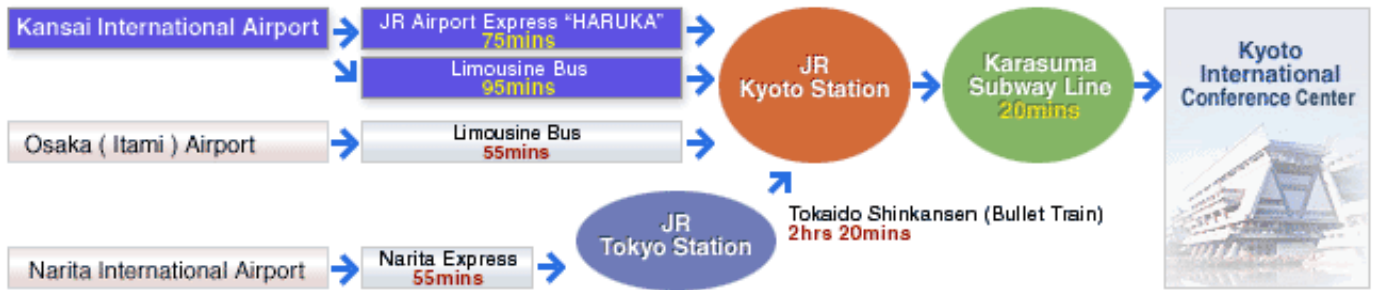 Kansai International Airport
JR Airport Express “HARUKA”
75mins
Limousine Bus
95mins
JR
Kyoto Station
Karasuma
Subway Line
20mins
Kyoto
International
Conference Center
Osaka ( Itami ) Airport
Limousine Bus
55mins
Narita International Airport
Narita Express
55mins
JR
Tokyo Station
Tokaido Shinkansen (Bullet Train)
2hrs 20mins